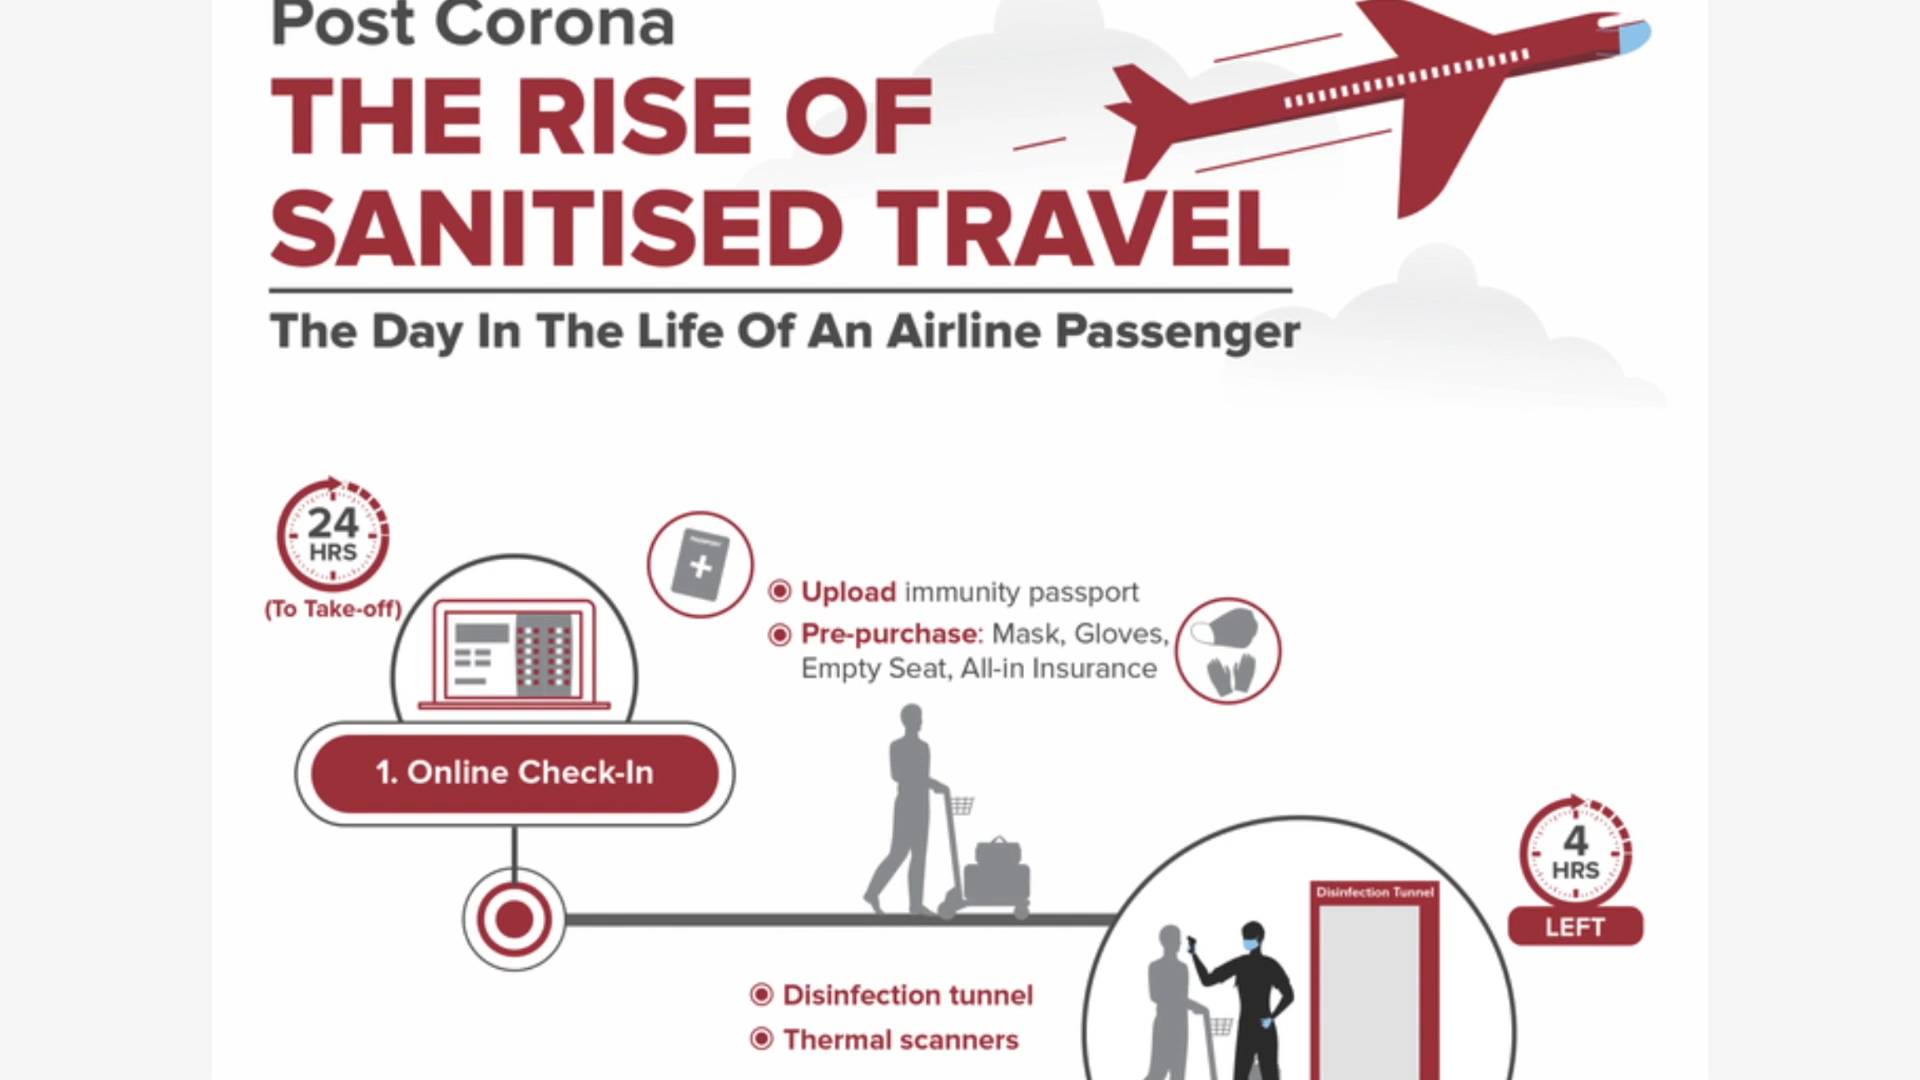 Post Corona
THE RISE OF
SANITISED TRAVEL
The Day In The Life Of An Airline Passenger
24
HRS
(To Take-off)
PASSPORT
Upload immunity passport
Pre-purchase: Mask, Gloves,
Empty Seat, All-in Insurance
1. Online Check-In
4
HRS
LEFT
Disinfection Tunnel
Disinfection tunnel
Thermal scanners